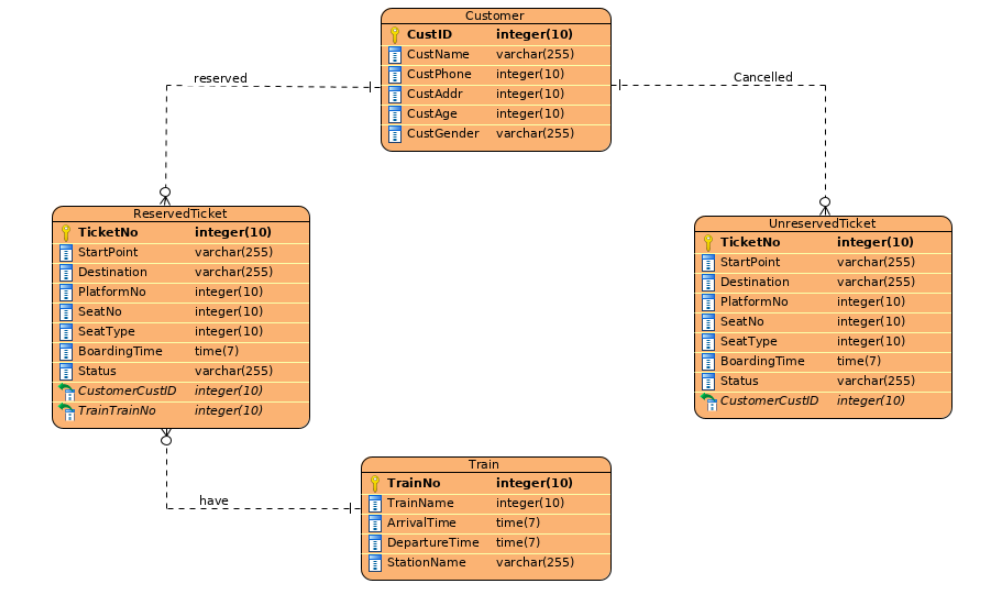 Customer
CustID integer(10)
CustName varchar(255)
CustPhone integer(10)
CustAddr integer(10)
CustAge integer(10)
CustGender varchar(255)
reserved
Cancelled
ReservedTicket
TicketNo integer(10)
StartPoint varchar(255)
Destination varchar(255)
PlatformNo integer(10)
SeatNo integer(10)
SeatType integer(10)
BoardingTime time(7)
Status varchar(255)
CustomerCustID integer(10)
TrainTrainNo integer(10)
UnreservedTicket
TicketNo integer(10)
StartPoint varchar(255)
Destination varchar(255)
PlatformNo integer(10)
SeatNo integer(10)
SeatType integer(10)
BoardingTime time(7)
Status varchar(255)
CustomerCustID integer(10)
have
Train
TrainNo integer(10)
TrainName integer(10)
ArrivalTime time(7)
DepartureTime time(7)
StationName varchar(255)